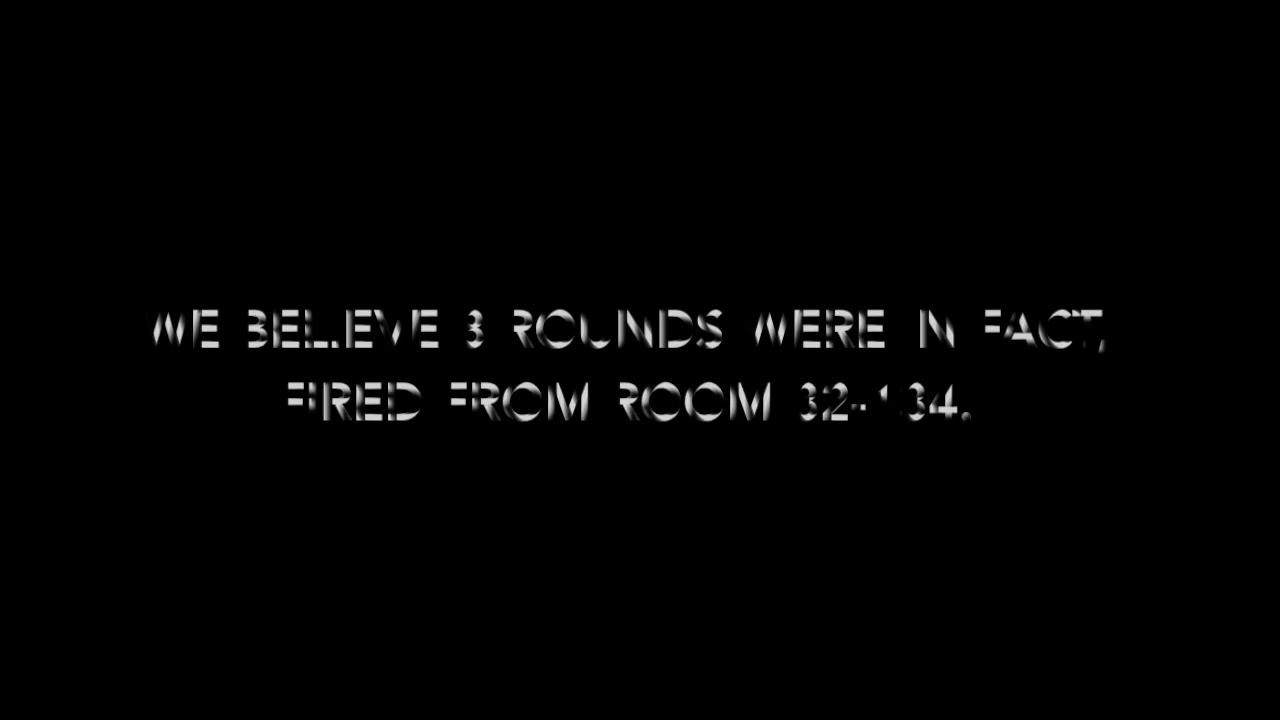 WE BELIEVE 3 ROUNDS WERE IN FACT,
FIRED FROM ROOM 32-134.